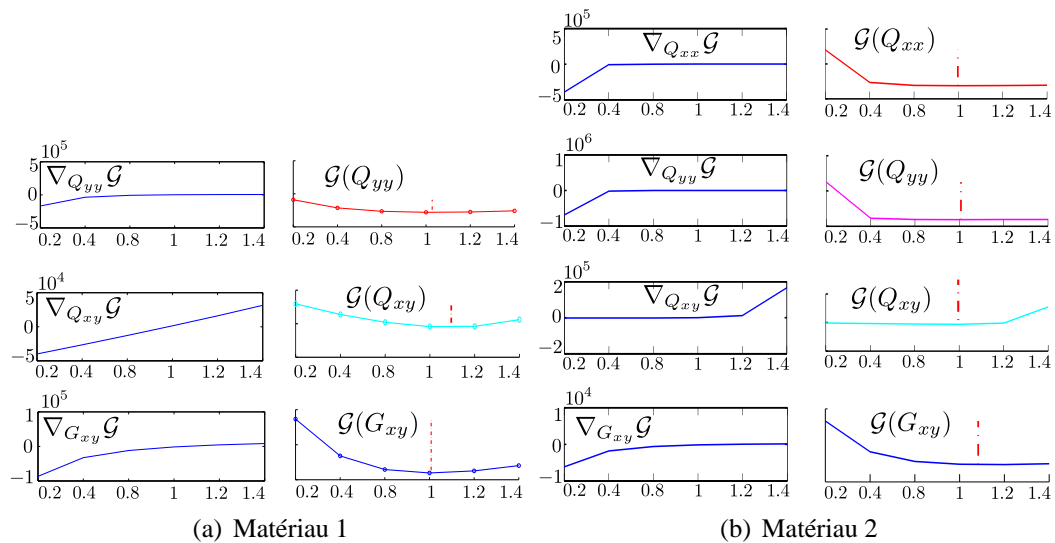 10^5
5
0
-5
∇_{Q_{xx}} 𝒢
0.2 0.4 0.8 1 1.2 1.4
𝒢(Q_{xx})
0.2 0.4 0.8 1 1.2 1.4
10^5
5
0
-5
∇_{Q_{yy}} 𝒢
0.2 0.4 0.8 1 1.2 1.4
𝒢(Q_{yy})
0.2 0.4 0.8 1 1.2 1.4
10^6
1
0
-1
∇_{Q_{yy}} 𝒢
0.2 0.4 0.8 1 1.2 1.4
𝒢(Q_{yy})
0.2 0.4 0.8 1 1.2 1.4
10^4
5
0
-5
∇_{Q_{xy}} 𝒢
0.2 0.4 0.8 1 1.2 1.4
𝒢(Q_{xy})
0.2 0.4 0.8 1 1.2 1.4
10^5
2
0
-2
∇_{Q_{xy}} 𝒢
0.2 0.4 0.8 1 1.2 1.4
𝒢(Q_{xy})
0.2 0.4 0.8 1 1.2 1.4
10^5
1
0
-1
∇_{G_{xy}} 𝒢
0.2 0.4 0.8 1 1.2 1.4
𝒢(G_{xy})
0.2 0.4 0.8 1 1.2 1.4
10^4
1
0
-1
∇_{G_{xy}} 𝒢
0.2 0.4 0.8 1 1.2 1.4
𝒢(G_{xy})
0.2 0.4 0.8 1 1.2 1.4
(a) Matériau 1
(b) Matériau 2